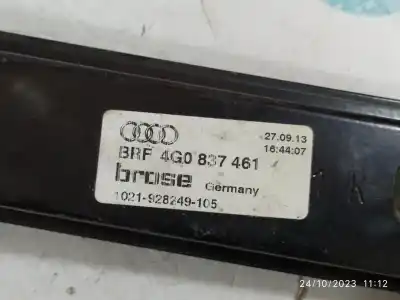 27.09.13
16:44:07
BRF 4G0 837 461
brose Germany
1021-928249-105
24/10/2023 11:12